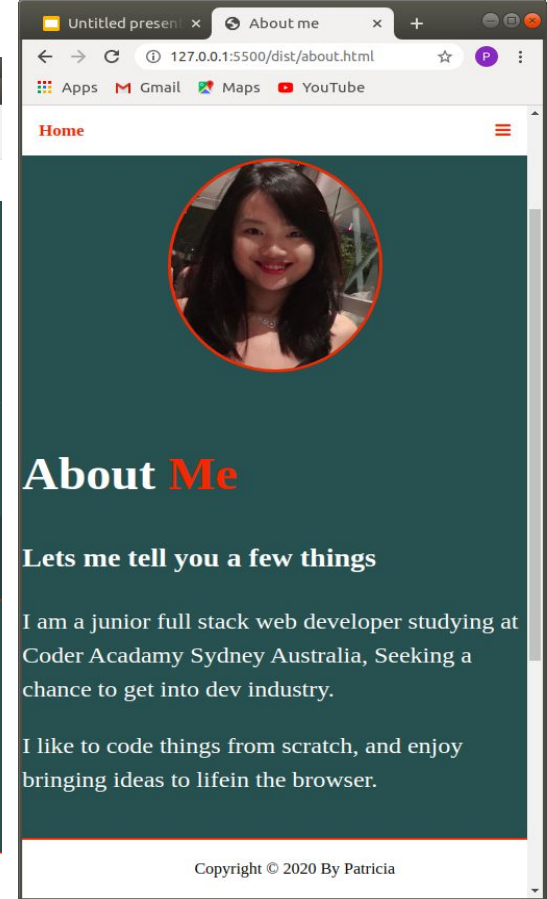 Untitled presen
About me
127.0.0.1:5500/dist/about.html
P
Apps Gmail Maps YouTube
Home
About Me
Lets me tell you a few things
I am a junior full stack web developer studying at
Coder Acadamy Sydney Australia, Seeking a
chance to get into dev industry.
I like to code things from scratch, and enjoy
bringing ideas to lifein the browser.
Copyright © 2020 By Patricia